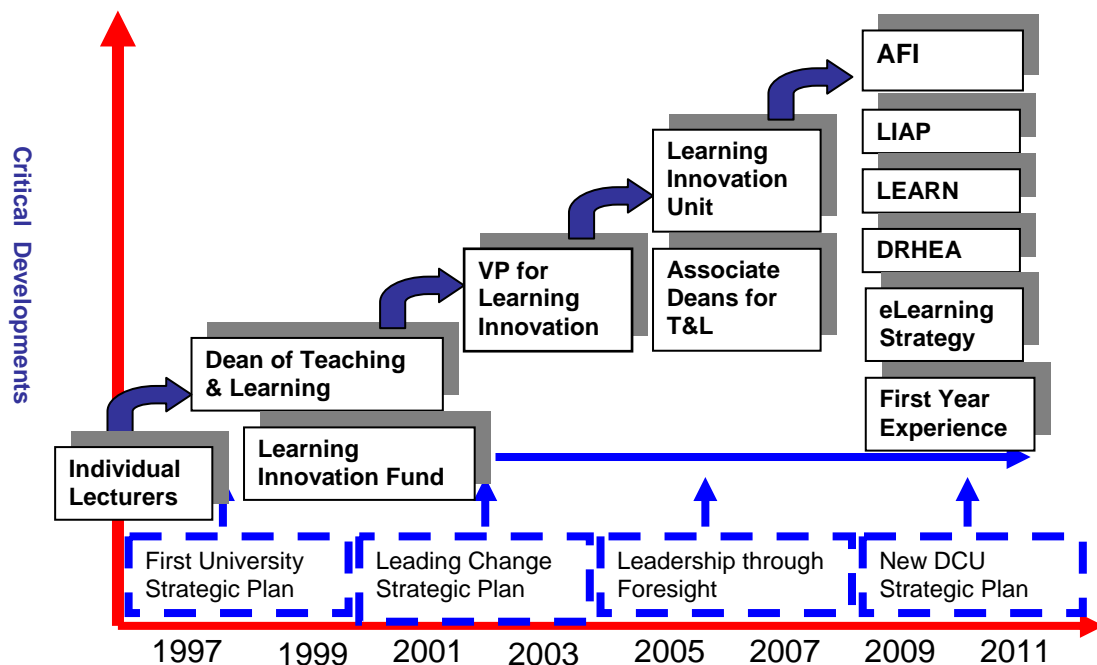 Critical Developments
AFI
LIAP
LEARN
DRHEA
eLearning
Strategy
First Year
Experience
Learning
Innovation
Unit
Associate
Deans for
T&L
VP for
Learning
Innovation
Dean of Teaching
& Learning
Learning
Innovation Fund
Individual
Lecturers
First University
Strategic Plan
Leading Change
Strategic Plan
Leadership through
Foresight
New DCU
Strategic Plan
1997 1999 2001 2003 2005 2007 2009 2011